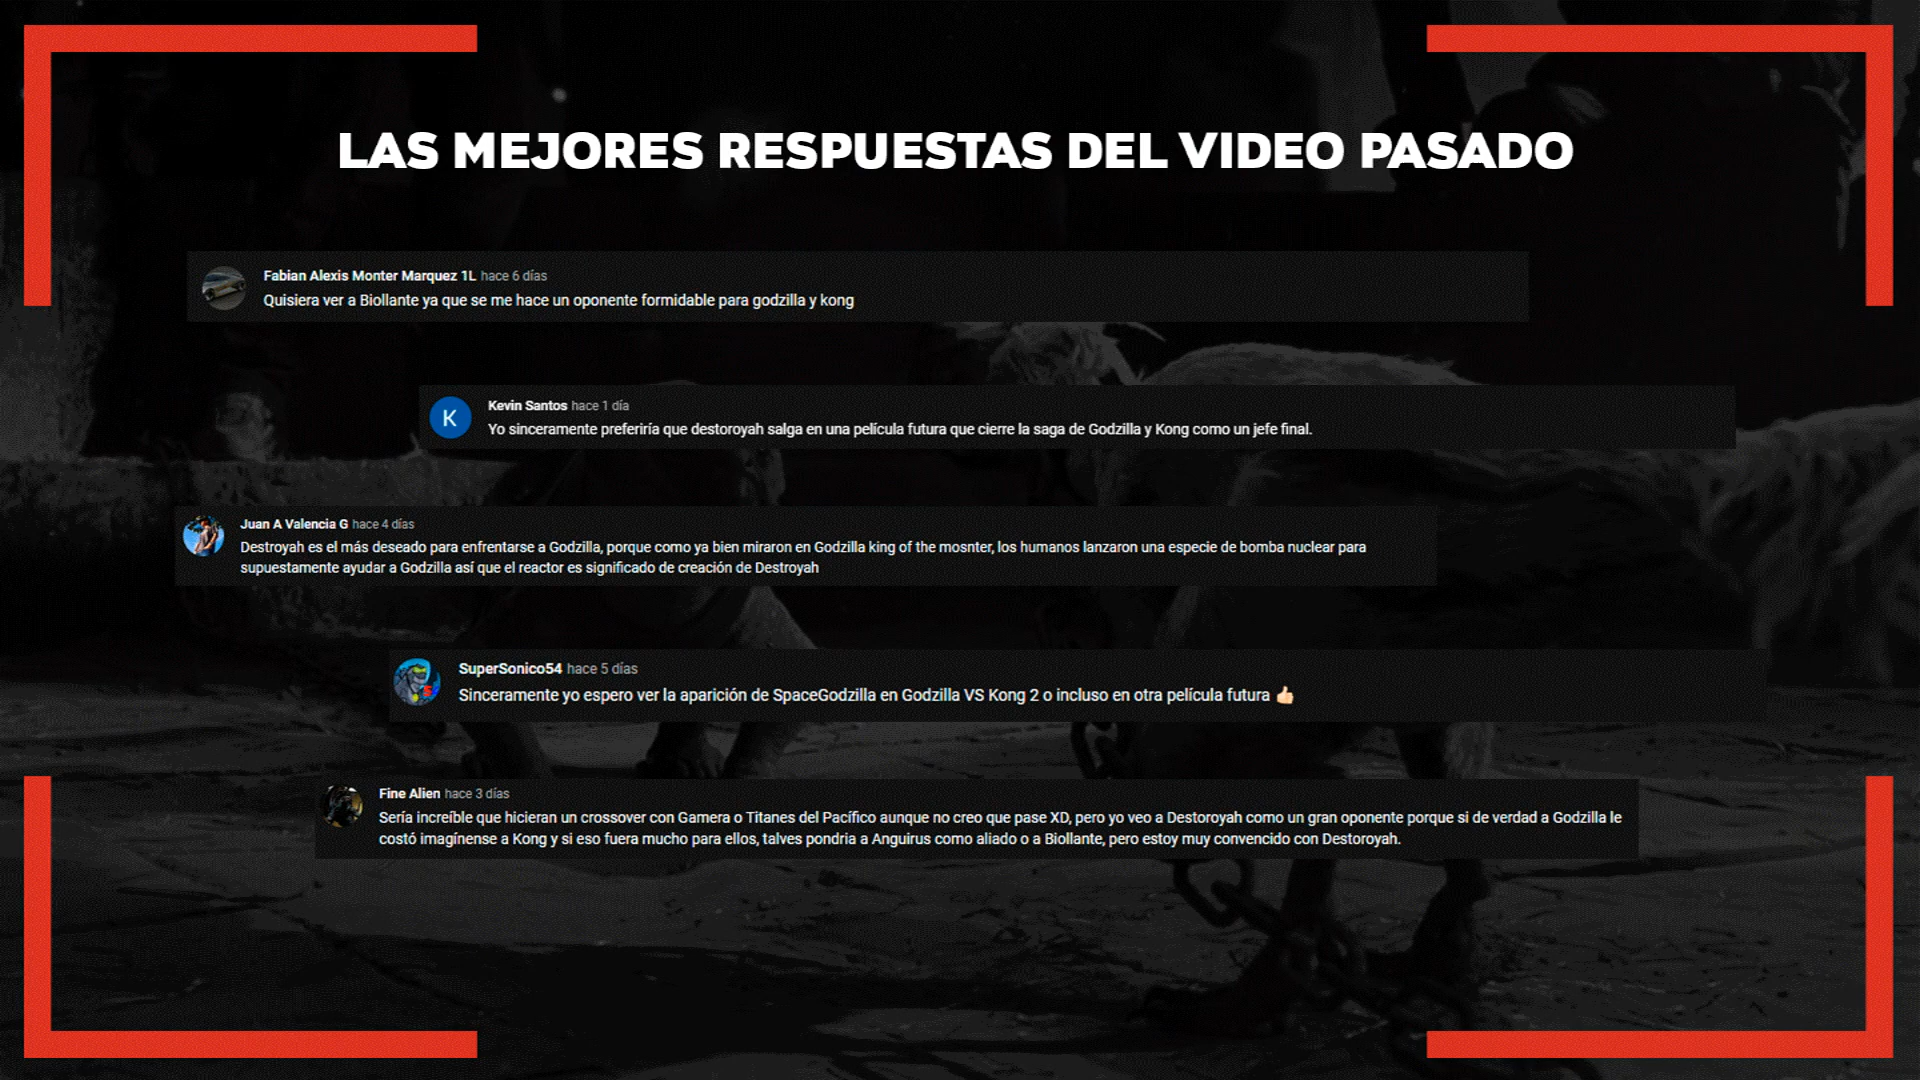 LAS MEJORES RESPUESTAS DEL VIDEO PASADO
Fabian Alexis Monter Marquez 1L hace 6 días
Quisiera ver a Biollante ya que se me hace un oponente formidable para godzilla y kong
K
Kevin Santos hace 1 día
Yo sinceramente preferiría que destoroyah salga en una película futura que cierre la saga de Godzilla y Kong como un jefe final.
Juan A Valencia G hace 4 días
Destroyah es el más deseado para enfrentarse a Godzilla, porque como ya bien miraron en Godzilla king of the mosnter, los humanos lanzaron una especie de bomba nuclear para
supuestamente ayudar a Godzilla así que el reactor es significado de creación de Destroyah
SuperSonico54 hace 5 días
Sinceramente yo espero ver la aparición de SpaceGodzilla en Godzilla VS Kong 2 o incluso en otra película futura 👍🏻
Fine Alien hace 3 días
Sería increíble que hicieran un crossover con Gamera o Titanes del Pacífico aunque no creo que pase XD, pero yo veo a Destoroyah como un gran oponente porque si de verdad a Godzilla le
costó imagínense a Kong y si eso fuera mucho para ellos, talves pondria a Anguirus como aliado o a Biollante, pero estoy muy convencido con Destoroyah.